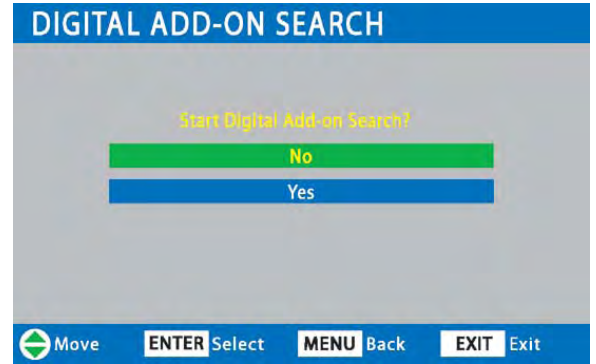 DIGITAL ADD-ON SEARCH
Start Digital Add-on Search?
No
Yes
Move ENTER Select MENU Back EXIT Exit